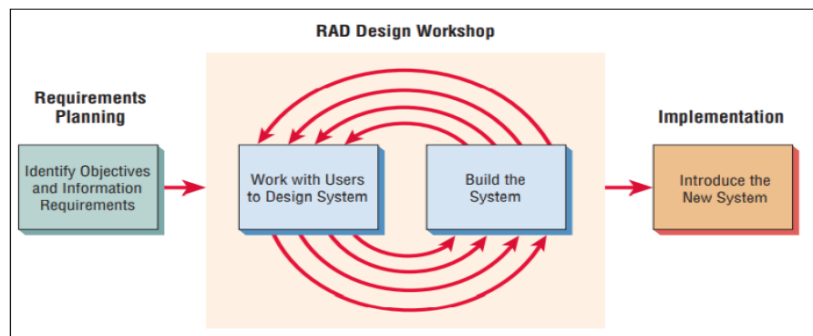 RAD Design Workshop
Requirements
Planning
Identify Objectives
and Information
Requirements
Work with Users
to Design System
Build the
System
Implementation
Introduce the
New System